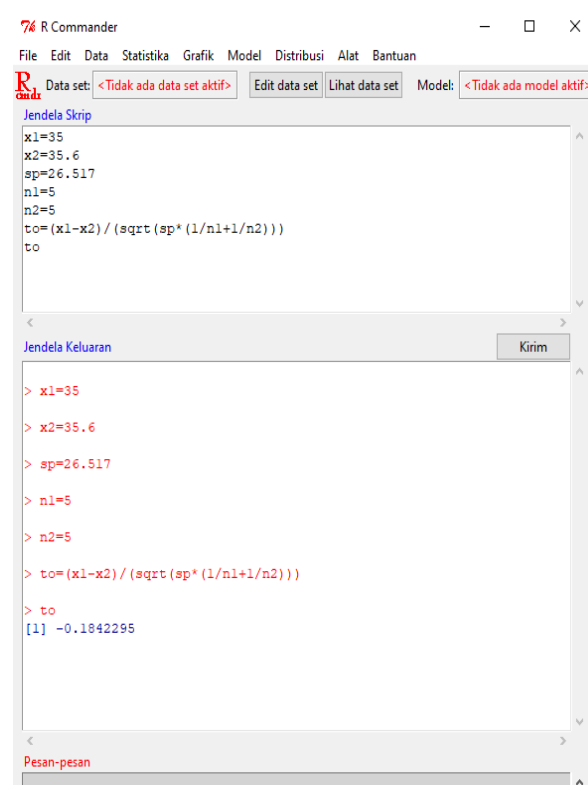 R Commander
File Edit Data Statistika Grafik Model Distribusi Alat Bantuan
R cmdr Data set: <Tidak ada data set aktif> Edit data set Lihat data set Model: <Tidak ada model aktif>
Jendela Skrip
x1=35
x2=35.6
sp=26.517
n1=5
n2=5
to=(x1-x2)/(sqrt(sp*(1/n1+1/n2)))
to
Jendela Keluaran
Kirim
> x1=35
> x2=35.6
> sp=26.517
> n1=5
> n2=5
> to=(x1-x2)/(sqrt(sp*(1/n1+1/n2)))
> to
[1] -0.1842295
Pesan-pesan